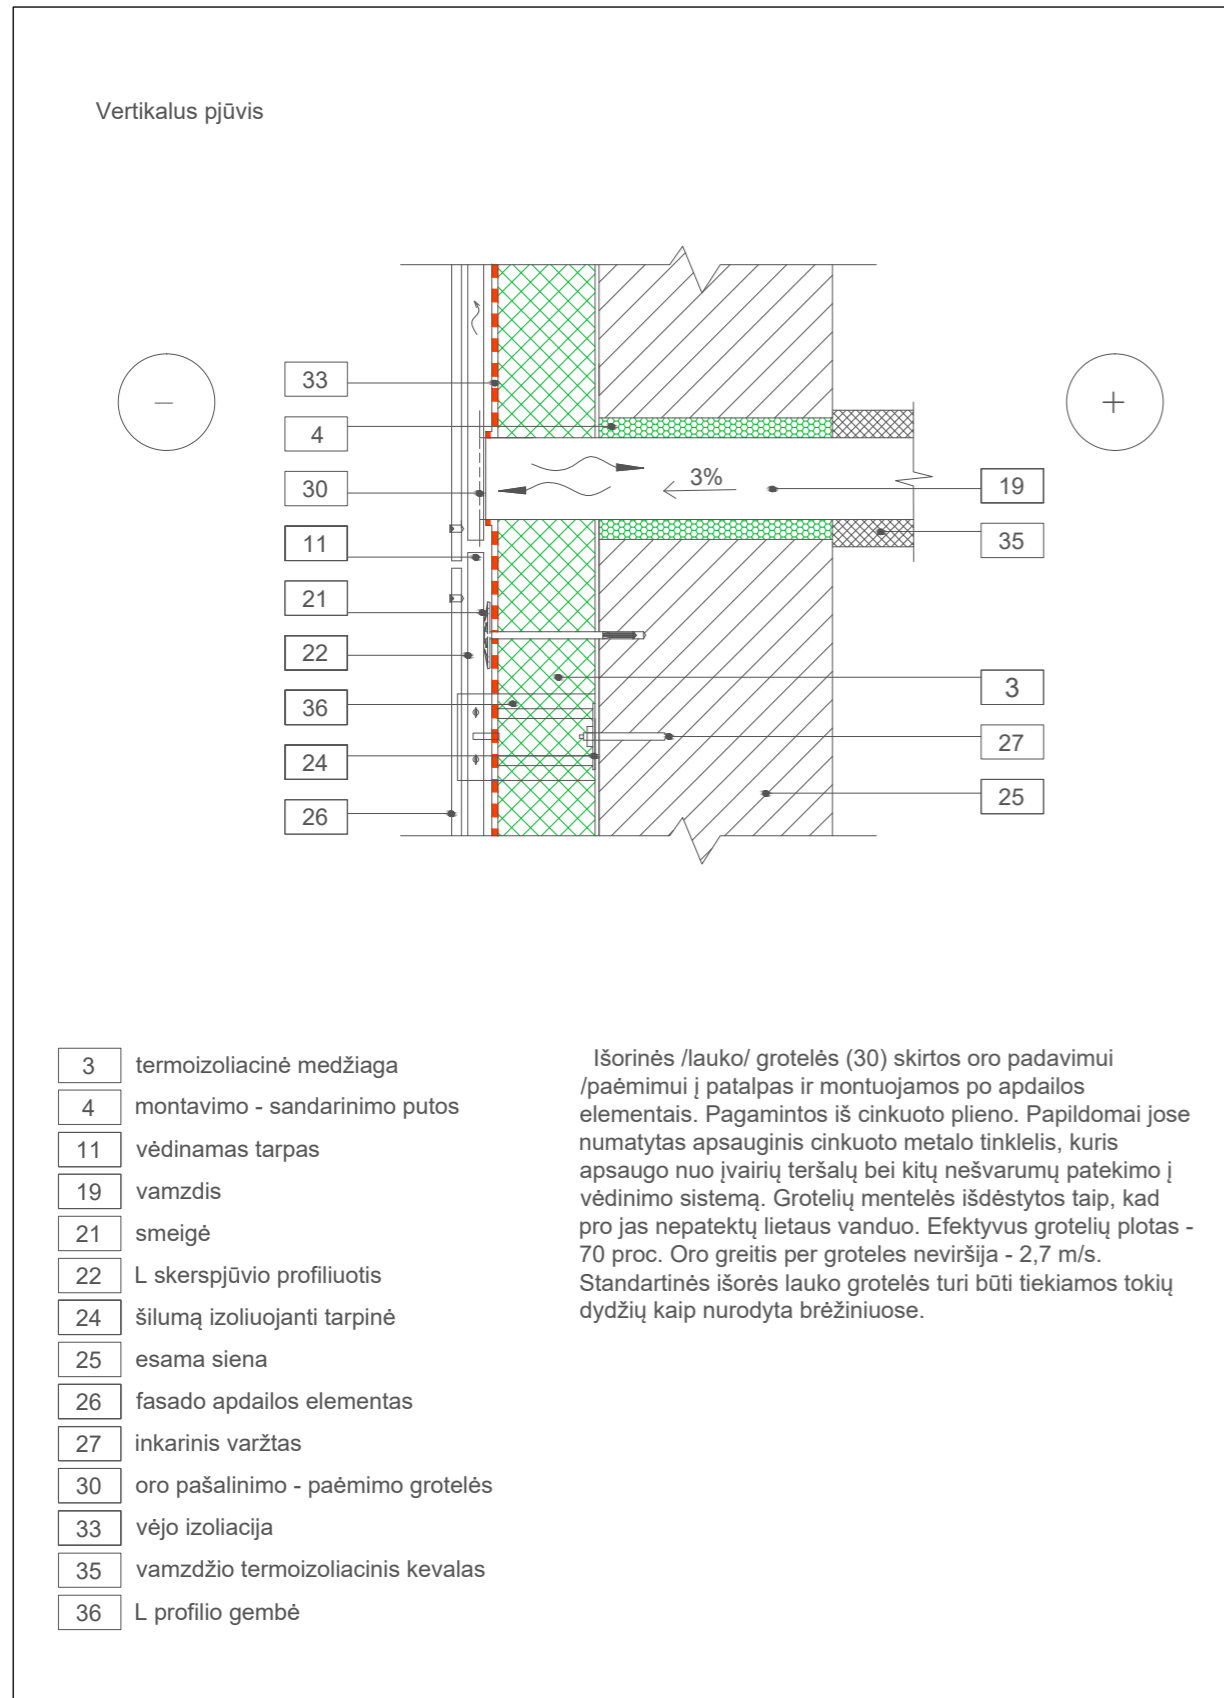 Vertikalus pjūvis
33
4
30
11
21
22
36
24
26
–
+
3%
19
35
3
27
25
3 termoizoliacinė medžiaga
4 montavimo - sandarinimo putos
11 vėdinamas tarpas
19 vamzdis
21 smeigė
22 L skerspjūvio profiliuotis
24 šilumą izoliuojanti tarpinė
25 esama siena
26 fasado apdailos elementas
27 inkarinis varžtas
30 oro pašalinimo - paėmimo grotelės
33 vėjo izoliacija
35 vamzdžio termoizoliacinis kevalas
36 L profilio gembė
Išorinės /lauko/ grotelės (30) skirtos oro padavimui
/paėmimui į patalpas ir montuojamos po apdailos
elementais. Pagamintos iš cinkuoto plieno. Papildomai jose
numatytas apsauginis cinkuoto metalo tinklelis, kuris
apsaugo nuo įvairių teršalų bei kitų nešvarumų patekimo į
vėdinimo sistemą. Grotelių mentelės išdėstytos taip, kad
pro jas nepatektų lietaus vanduo. Efektyvus grotelių plotas -
70 proc. Oro greitis per groteles neviršija - 2,7 m/s.
Standartinės išorės lauko grotelės turi būti tiekiamos tokių
dydžių kaip nurodyta brėžiniuose.